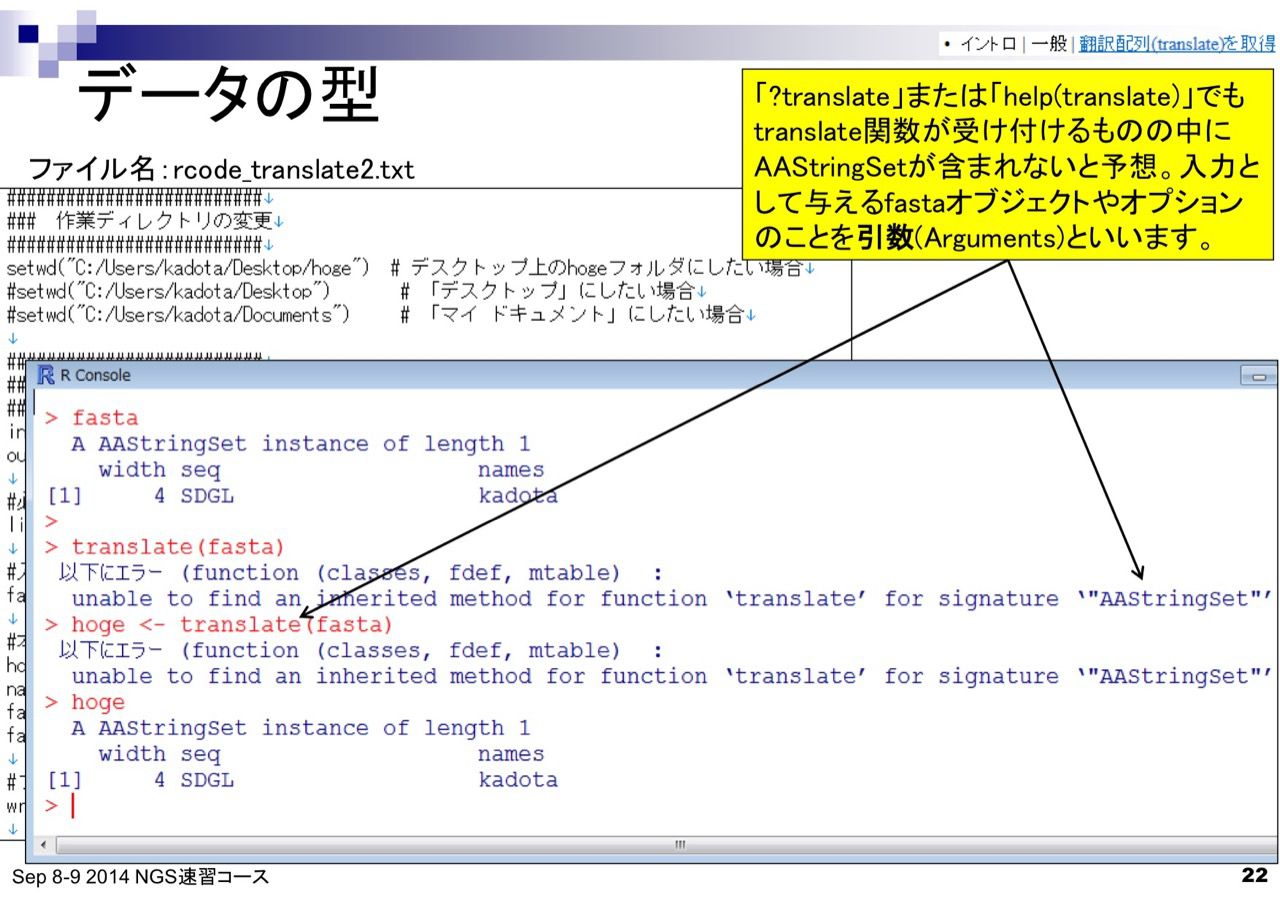 • イントロ | 一般 | 翻訳配列(translate)を取得
データの型
「?translate」または「help(translate)」でも
translate関数が受け付けるものの中に
AAStringSetが含まれないと予想。入力と
して与えるfastaオブジェクトやオプション
のことを引数(Arguments)といいます。
ファイル名：rcode_translate2.txt
##########################↓
### 作業ディレクトリの変更↓
##########################↓
setwd("C:/Users/kadota/Desktop/hoge") # デスクトップ上のhogeフォルダにしたい場合↓
#setwd("C:/Users/kadota/Desktop") # 「デスクトップ」にしたい場合↓
#setwd("C:/Users/kadota/Documents") # 「マイ ドキュメント」にしたい場合↓
↓
R Console
> fasta
A AAStringSet instance of length 1
width seq names
[1] 4 SDGL kadota
>
> translate(fasta)
以下にエラー (function (classes, fdef, mtable) :
unable to find an inherited method for function ‘translate’ for signature ‘"AAStringSet"’
> hoge <- translate(fasta)
以下にエラー (function (classes, fdef, mtable) :
unable to find an inherited method for function ‘translate’ for signature ‘"AAStringSet"’
> hoge
A AAStringSet instance of length 1
width seq names
[1] 4 SDGL kadota
>
Sep 8-9 2014 NGS速習コース
22